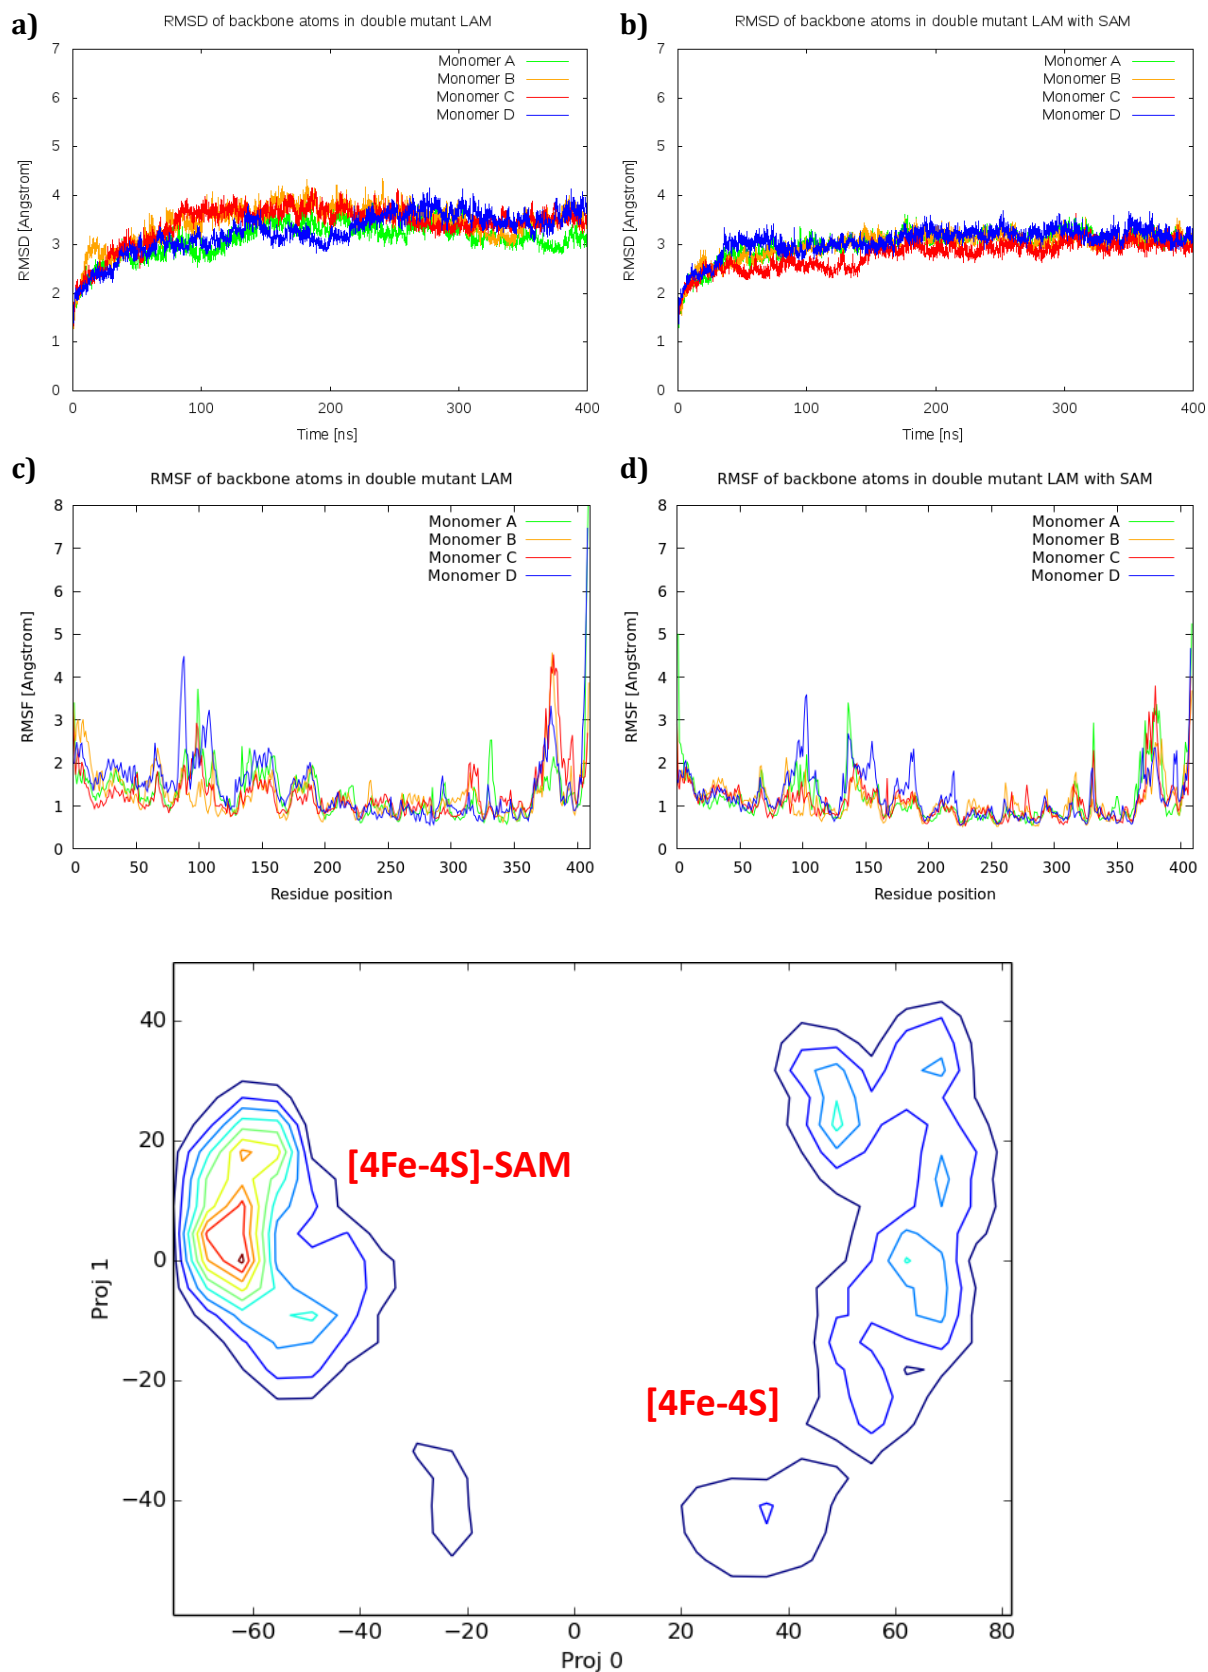 a)
RMSD of backbone atoms in double mutant LAM
RMSD [Angstrom]
7
6
5
4
3
2
1
0
Monomer A
Monomer B
Monomer C
Monomer D
0 100 200 300 400
Time [ns]
b)
RMSD of backbone atoms in double mutant LAM with SAM
RMSD [Angstrom]
7
6
5
4
3
2
1
0
Monomer A
Monomer B
Monomer C
Monomer D
0 100 200 300 400
Time [ns]
c)
RMSF of backbone atoms in double mutant LAM
RMSF [Angstrom]
8
7
6
5
4
3
2
1
0
Monomer A
Monomer B
Monomer C
Monomer D
0 50 100 150 200 250 300 350 400
Residue position
d)
RMSF of backbone atoms in double mutant LAM with SAM
RMSF [Angstrom]
8
7
6
5
4
3
2
1
0
Monomer A
Monomer B
Monomer C
Monomer D
0 50 100 150 200 250 300 350 400
Residue position
Proj 1
40
20
0
−20
−40
[4Fe-4S]-SAM
[4Fe-4S]
−60 −40 −20 0 20 40 60 80
Proj 0